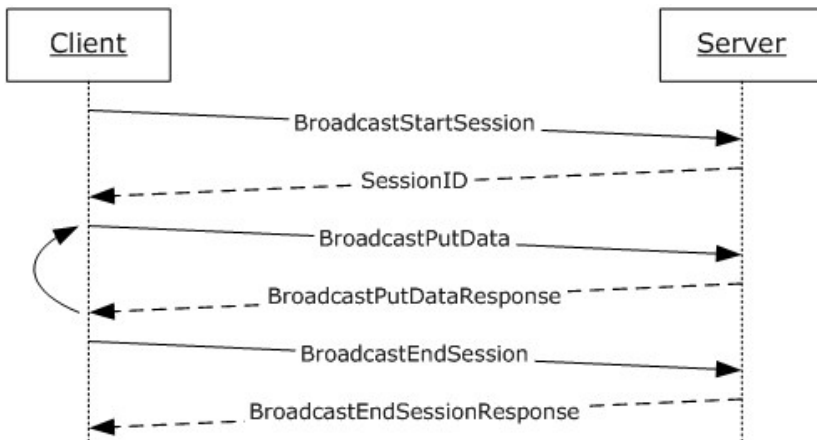 Client
Server
BroadcastStartSession
SessionID
BroadcastPutData
BroadcastPutDataResponse
BroadcastEndSession
BroadcastEndSessionResponse